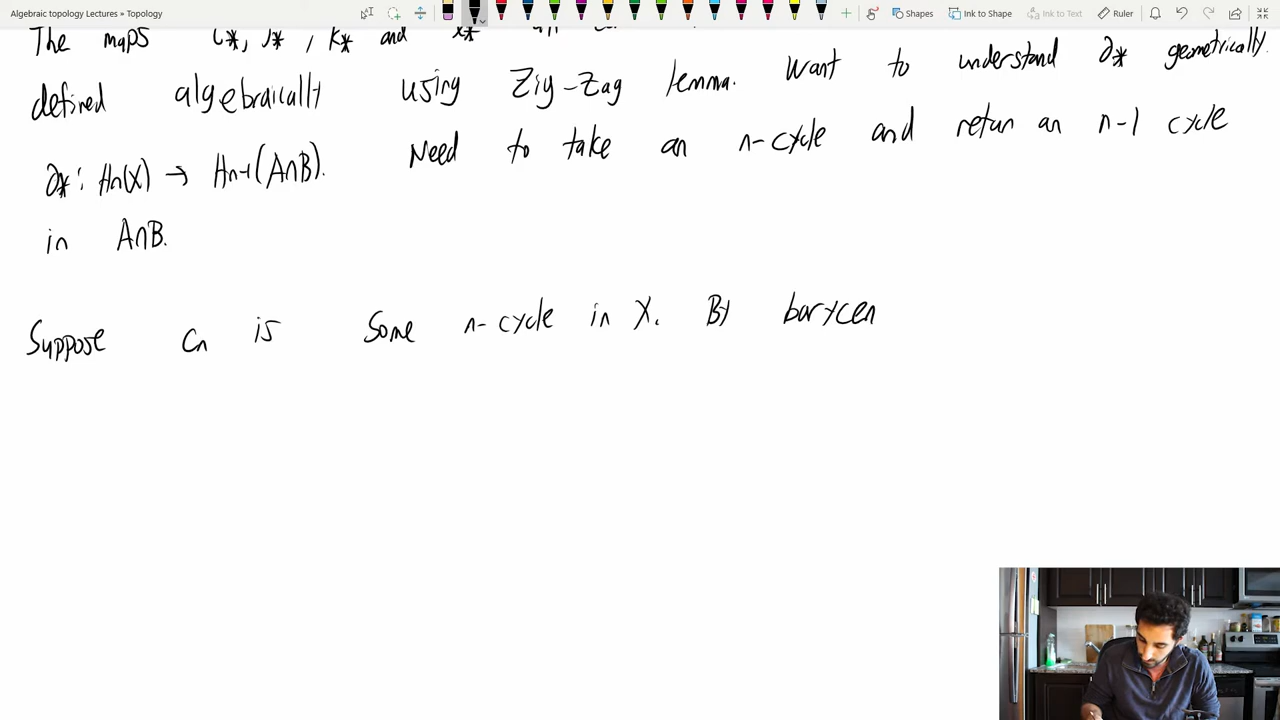 Algebraic topology Lectures » Topology
Shapes Ink to Shape Ink to Text Ruler
The maps i*, j*, k* and l*
defined algebraically using Zig-Zag lemma. Want to understand ∂* geometrically.
∂*: Hn(X) → Hn-1(A∩B). Need to take an n-cycle and return an n-1 cycle
in A∩B.
Suppose Cn is some n-cycle in X. By barycen